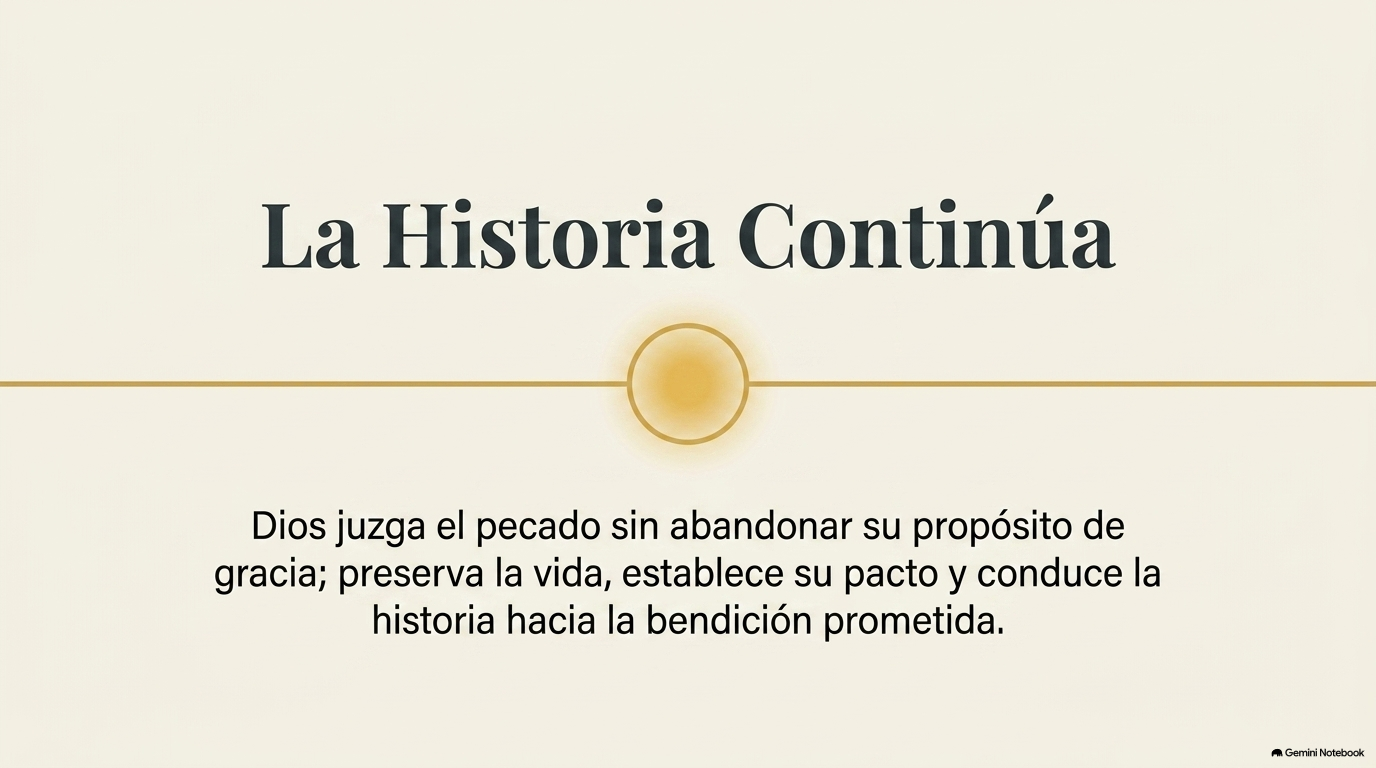 La Historia Continúa
Dios juzga el pecado sin abandonar su propósito de
gracia; preserva la vida, establece su pacto y conduce la
historia hacia la bendición prometida.
Gemini Notebook